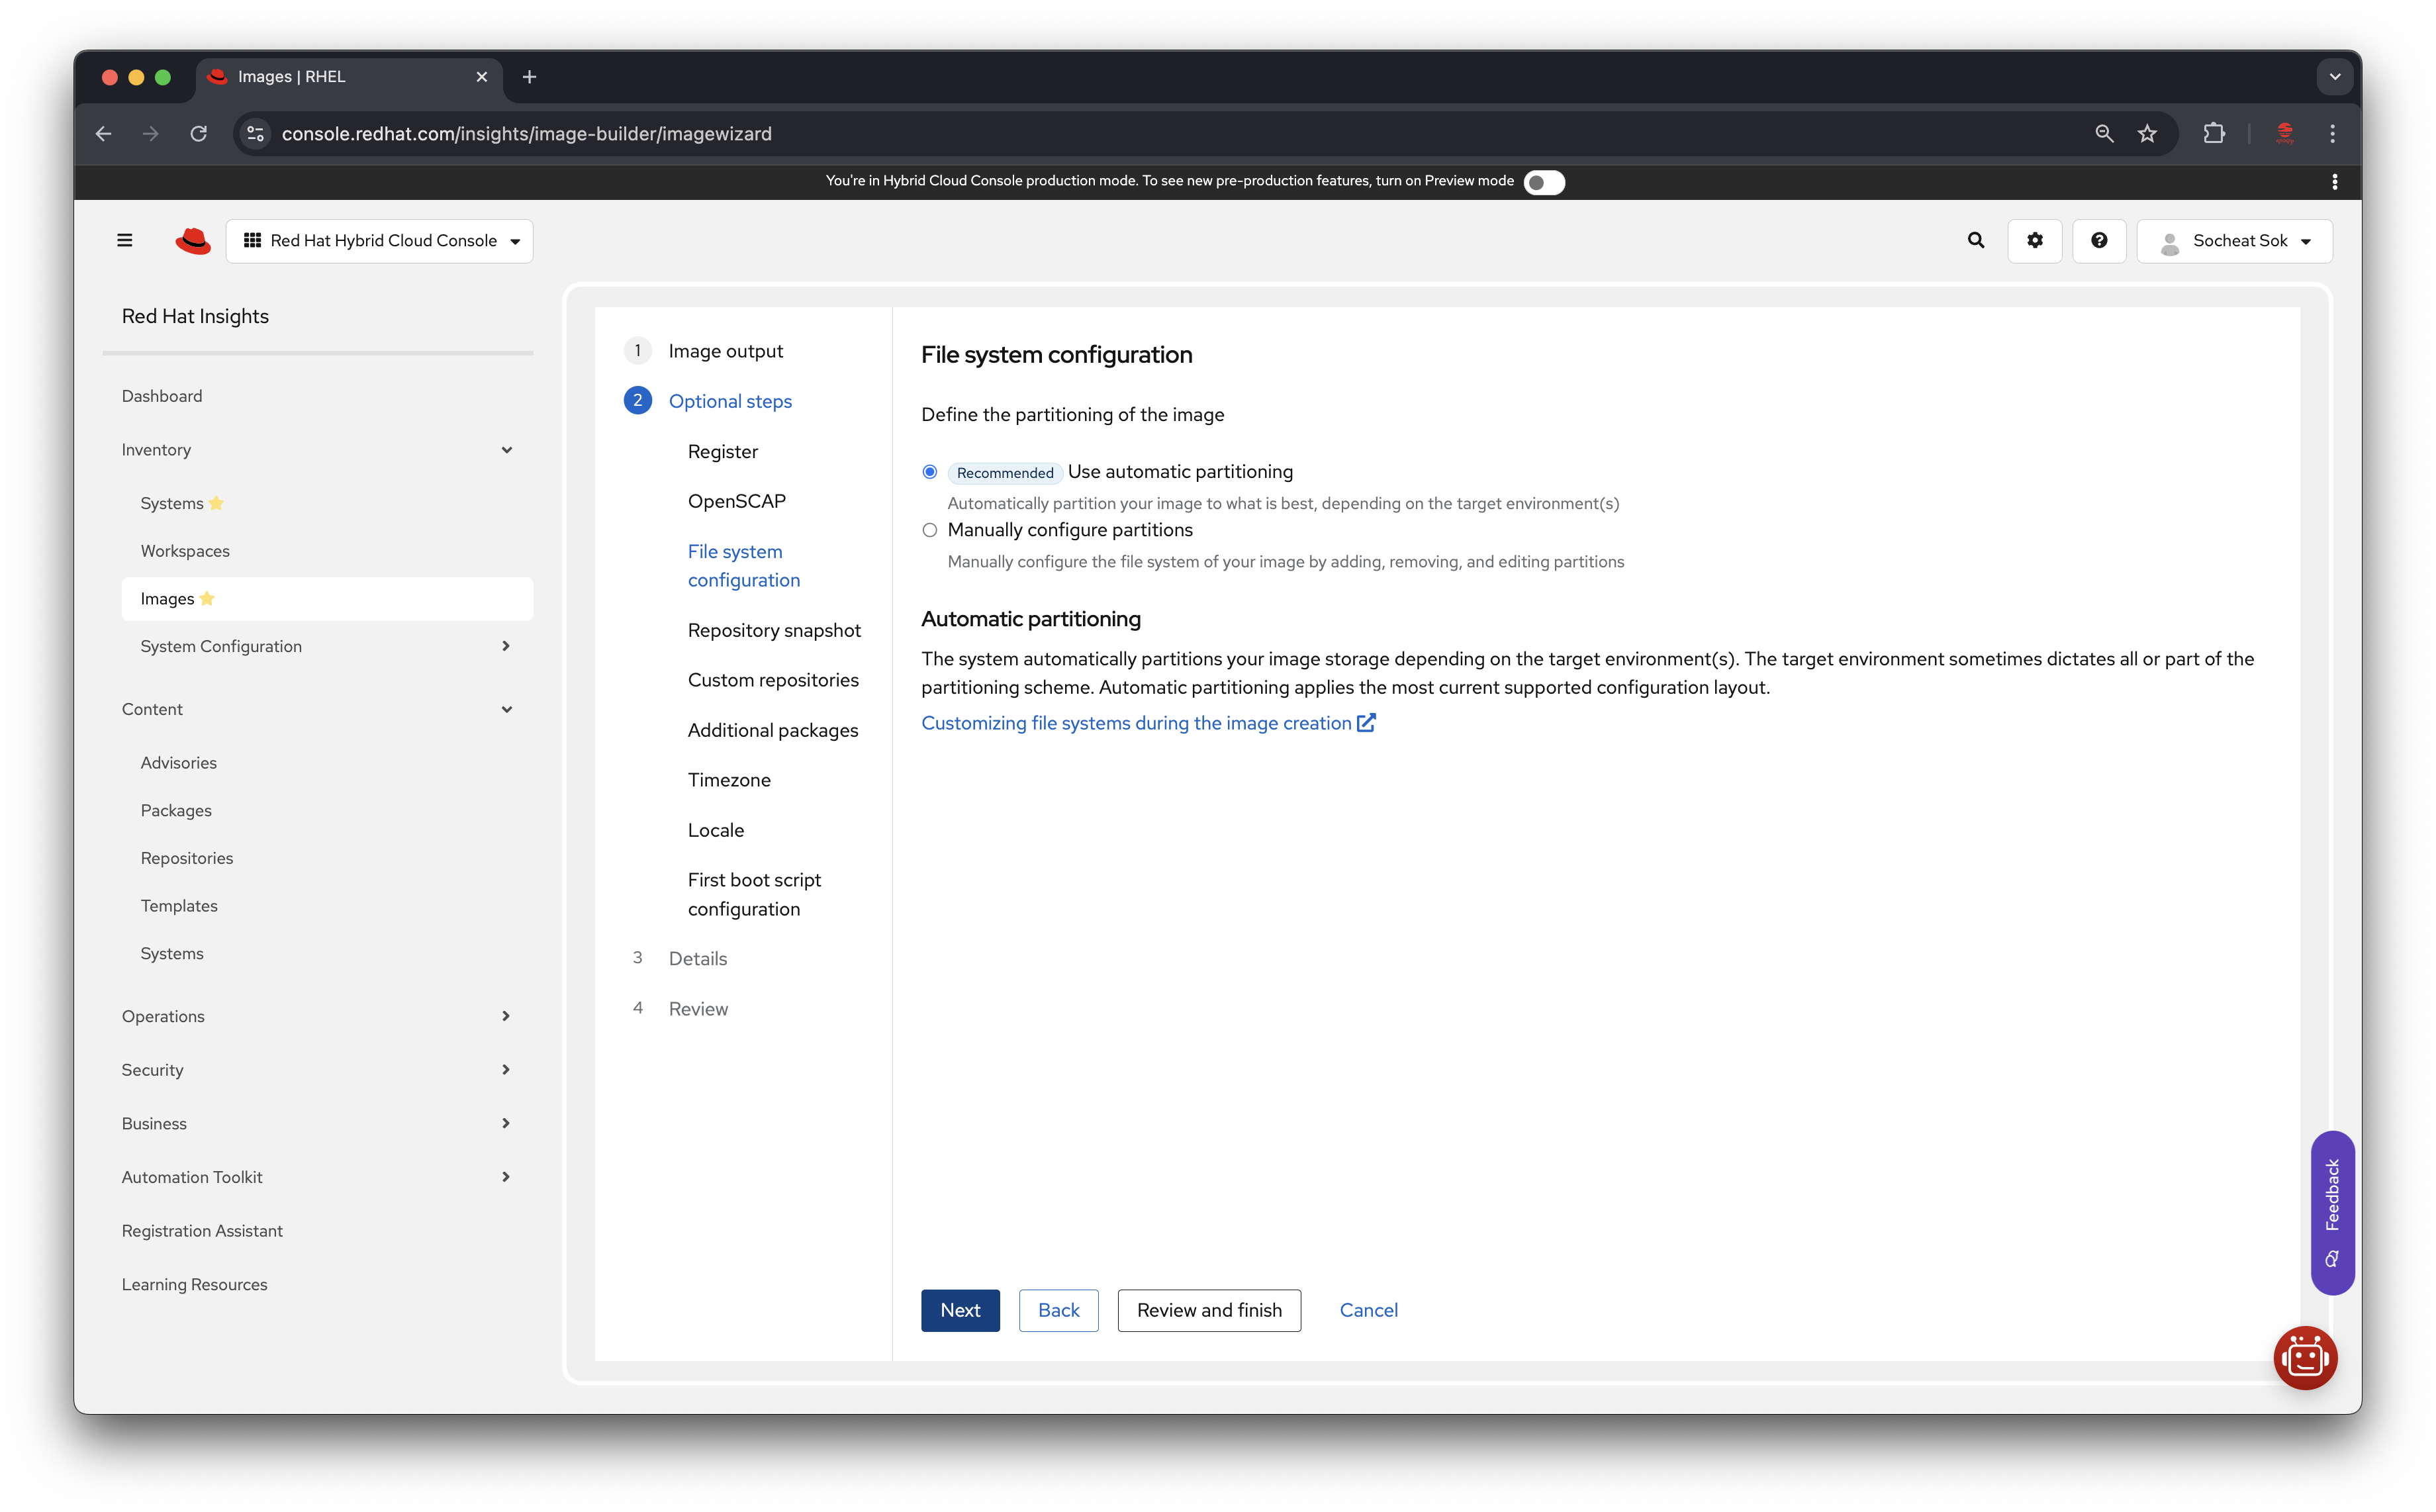 Images | RHEL
console.redhat.com/insights/image-builder/imagewizard
You're in Hybrid Cloud Console production mode. To see new pre-production features, turn on Preview mode
Red Hat Hybrid Cloud Console
Socheat Sok
Red Hat Insights
Dashboard
Inventory
Systems
Workspaces
Images
System Configuration
Content
Advisories
Packages
Repositories
Templates
Systems
Operations
Security
Business
Automation Toolkit
Registration Assistant
Learning Resources
1 Image output
2 Optional steps
Register
OpenSCAP
File system
configuration
Repository snapshot
Custom repositories
Additional packages
Timezone
Locale
First boot script
configuration
3 Details
4 Review
File system configuration
Define the partitioning of the image
Recommended Use automatic partitioning
Automatically partition your image to what is best, depending on the target environment(s)
Manually configure partitions
Manually configure the file system of your image by adding, removing, and editing partitions
Automatic partitioning
The system automatically partitions your image storage depending on the target environment(s). The target environment sometimes dictates all or part of the
partitioning scheme. Automatic partitioning applies the most current supported configuration layout.
Customizing file systems during the image creation
Next
Back
Review and finish
Cancel
Feedback